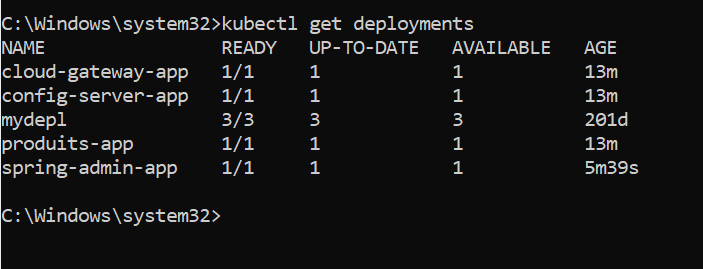 C:\Windows\system32>kubectl get deployments
NAME READY UP-TO-DATE AVAILABLE AGE
cloud-gateway-app 1/1 1 1 13m
config-server-app 1/1 1 1 13m
mydepl 3/3 3 3 201d
produits-app 1/1 1 1 13m
spring-admin-app 1/1 1 1 5m39s
C:\Windows\system32>